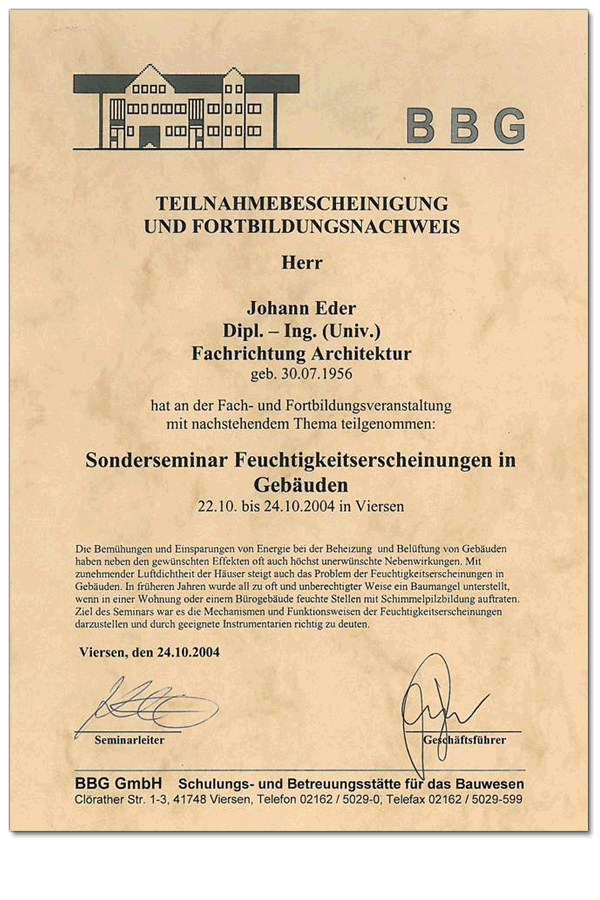 BBG
TEILNAHMEBESCHEINIGUNG
UND FORTBILDUNGSNACHWEIS
Herr
Johann Eder
Dipl. – Ing. (Univ.)
Fachrichtung Architektur
geb. 30.07.1956
hat an der Fach- und Fortbildungsveranstaltung
mit nachstehendem Thema teilgenommen:
Sonderseminar Feuchtigkeitserscheinungen in
Gebäuden
22.10. bis 24.10.2004 in Viersen
Die Bemühungen und Einsparungen von Energie bei der Beheizung und Belüftung von Gebäuden
haben neben den gewünschten Effekten oft auch höchst unerwünschte Nebenwirkungen. Mit
zunehmender Luftdichtheit der Häuser steigt auch das Problem der Feuchtigkeitserscheinungen in
Gebäuden. In früheren Jahren wurde all zu oft und unberechtigter Weise ein Baumangel unterstellt,
wenn in einer Wohnung oder einem Bürogebäude feuchte Stellen mit Schimmelpilzbildung auftraten.
Ziel des Seminars war es die Mechanismen und Funktionsweisen der Feuchtigkeitserscheinungen
darzustellen und durch geeignete Instrumentarien richtig zu deuten.
Viersen, den 24.10.2004
Seminarleiter Geschäftsführer
BBG GmbH Schulungs- und Betreuungsstätte für das Bauwesen
Clörather Str. 1-3, 41748 Viersen, Telefon 02162 / 5029-0, Telefax 02162 / 5029-599